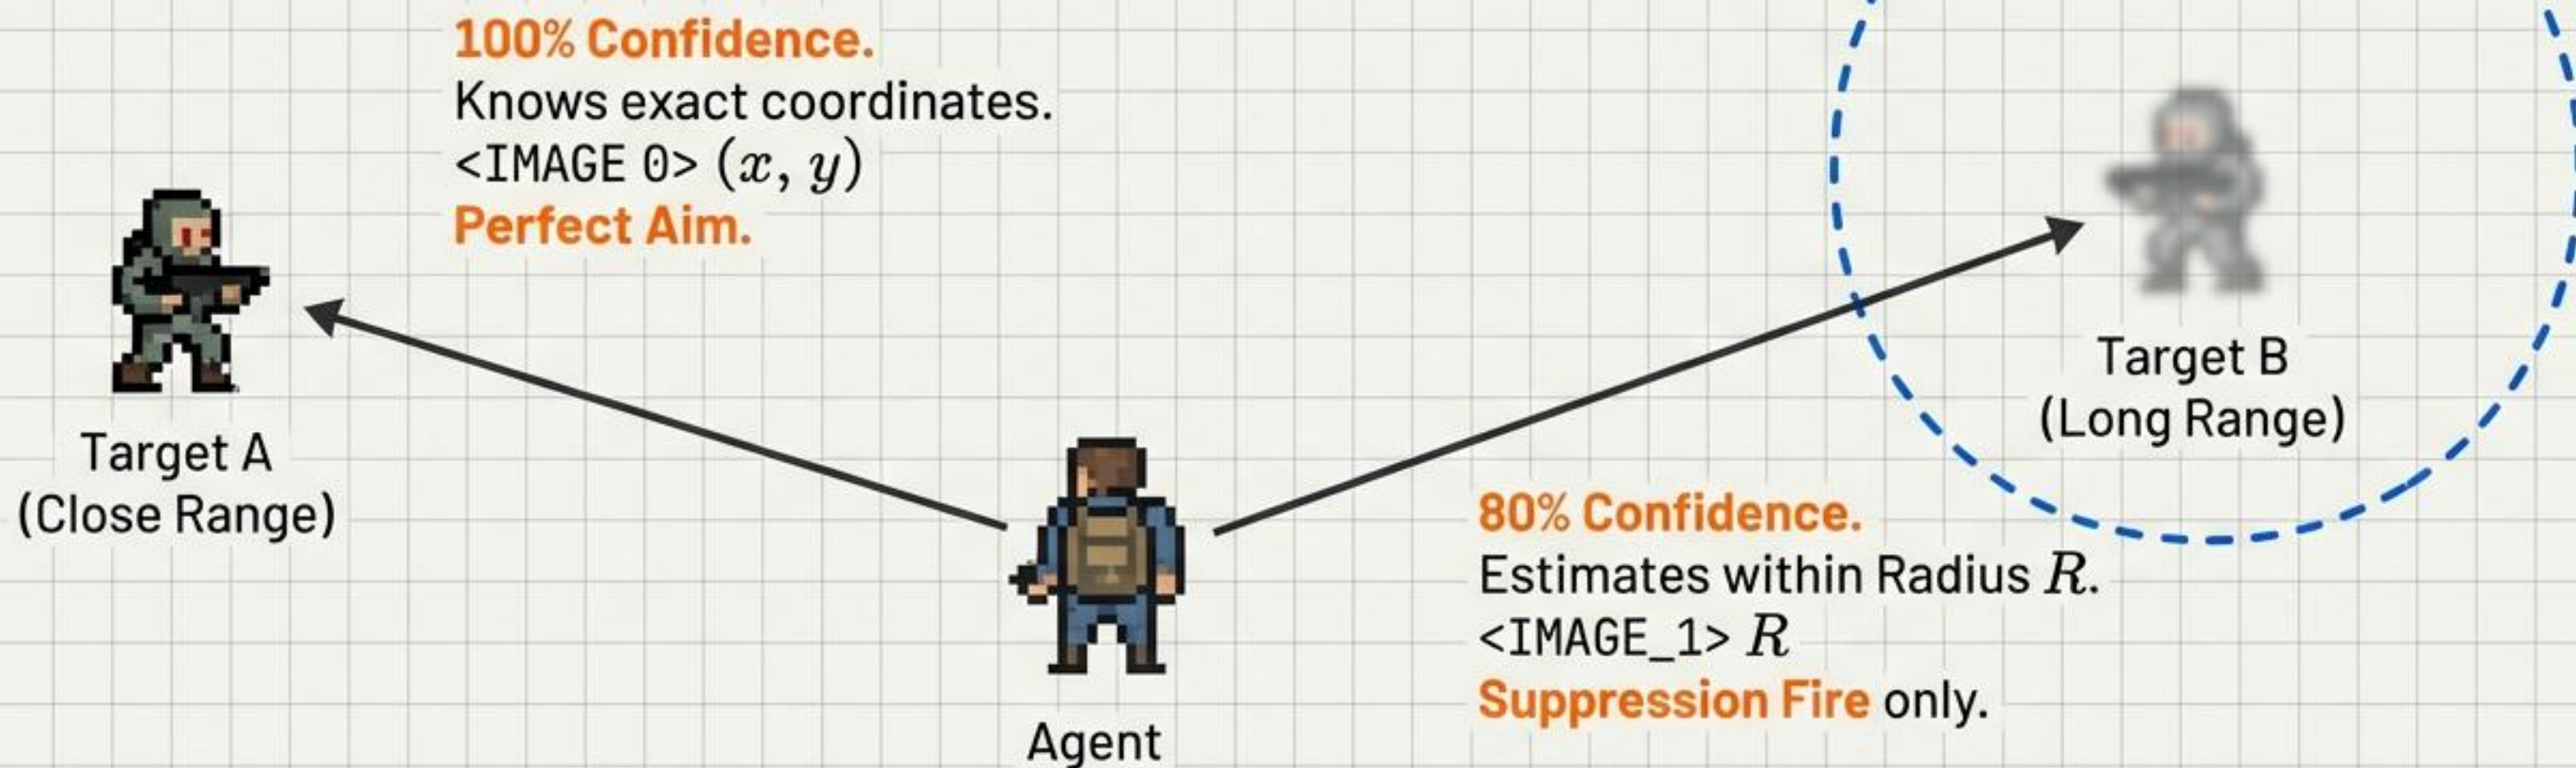 100% Confidence.
Knows exact coordinates.
<IMAGE 0> (x, y)
Perfect Aim.
Target A
(Close Range)
Target B
(Long Range)
80% Confidence.
Estimates within Radius R.
<IMAGE_1> R
Suppression Fire only.
Agent